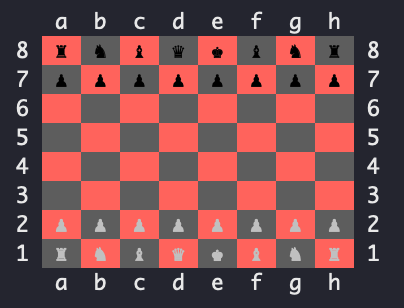 a b c d e f g h
8 ♜ ♞ ♝ ♛ ♚ ♝ ♞ ♜ 8
7 ♟ ♟ ♟ ♟ ♟ ♟ ♟ ♟ 7
6 6
5 5
4 4
3 3
2 ♟ ♟ ♟ ♟ ♟ ♟ ♟ ♟ 2
1 ♜ ♞ ♝ ♛ ♚ ♝ ♞ ♜ 1
a b c d e f g h